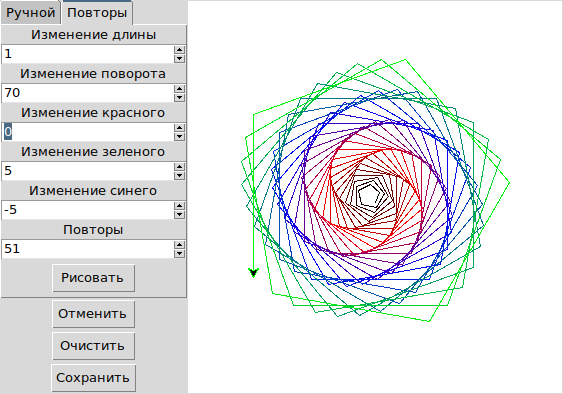 Ручной Повторы
Изменение длины
1
Изменение поворота
70
Изменение красного
0
Изменение зеленого
5
Изменение синего
-5
Повторы
51
Рисовать
Отменить
Очистить
Сохранить